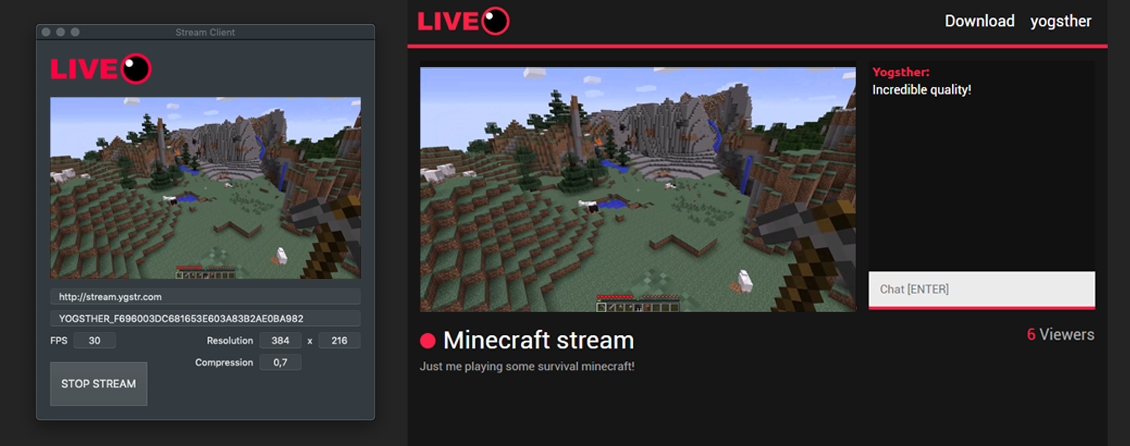 Stream Client
LIVE
http://stream.ygstr.com
YOGSTHER_F696003DC681653E603A83B2AE0BA982
FPS 30 Resolution 384 x 216
Compression 0,7
STOP STREAM
LIVE
Download yogsther
Yogsther:
Incredible quality!
Chat [ENTER]
Minecraft stream
6 Viewers
Just me playing some survival minecraft!